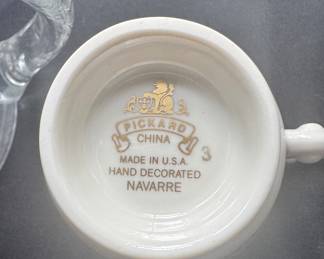 PICKARD
CHINA
3
MADE IN U.S.A.
HAND DECORATED
NAVARRE